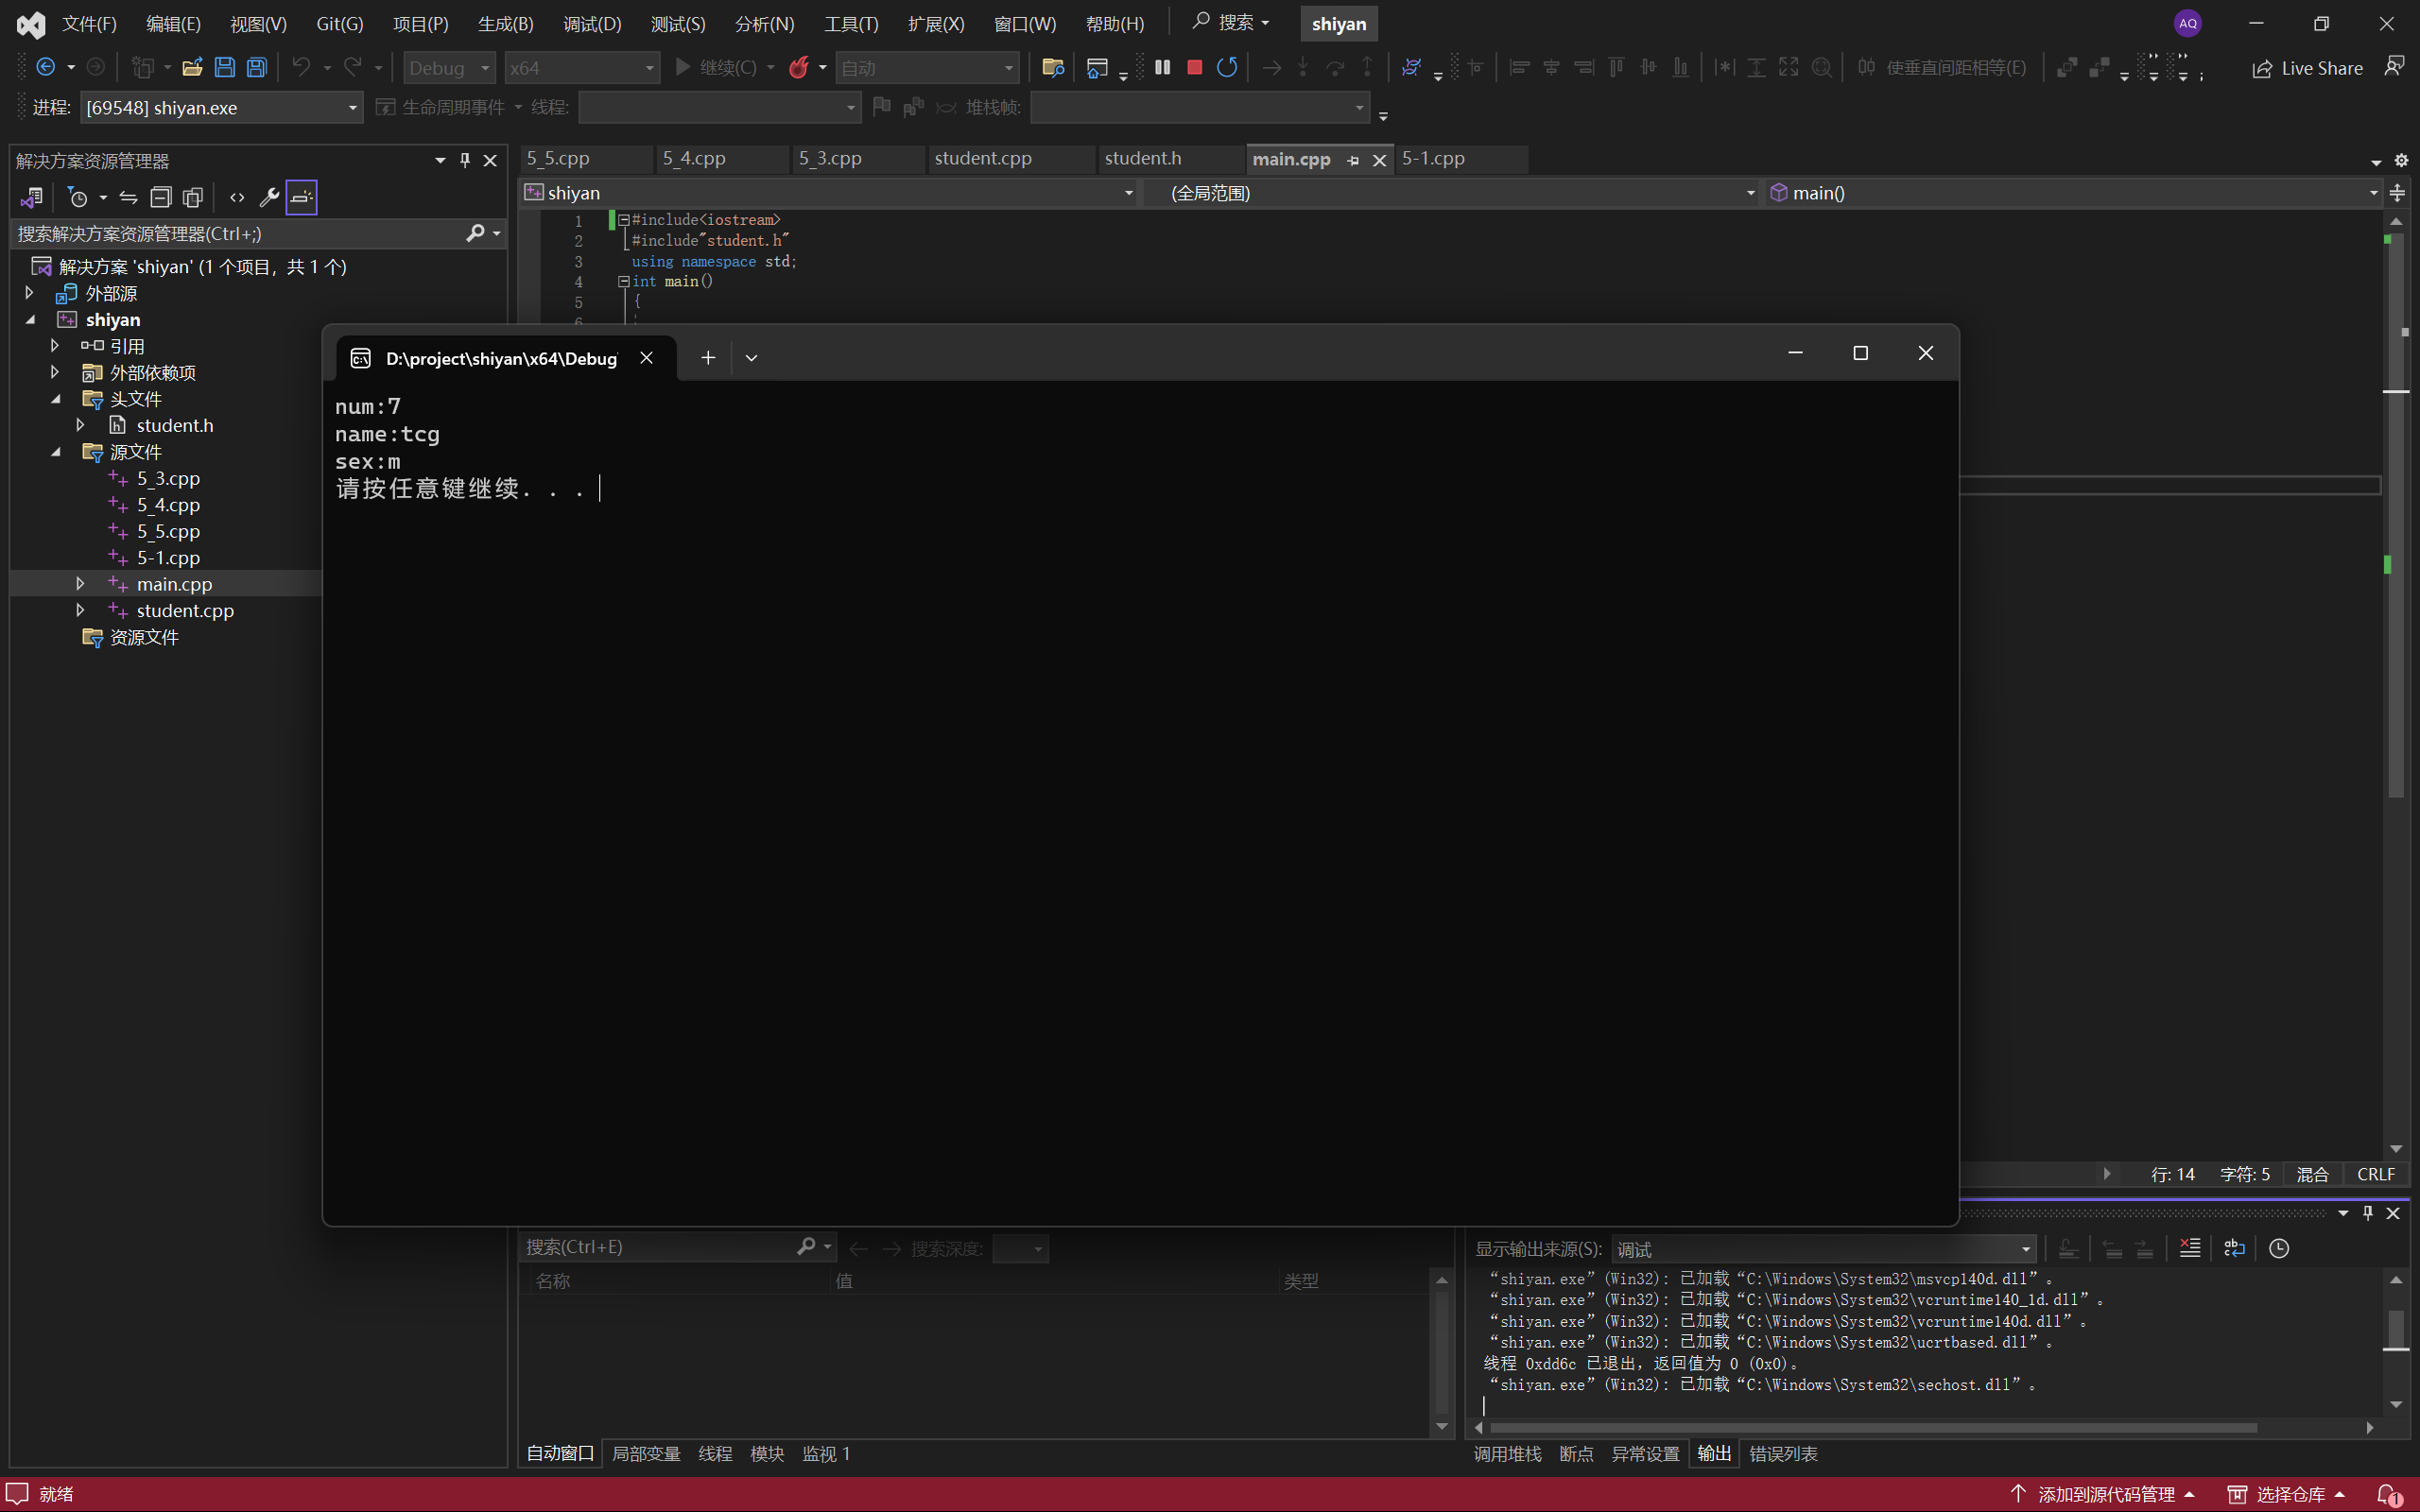 文件(F) 编辑(E) 视图(V) Git(G) 项目(P) 生成(B) 调试(D) 测试(S) 分析(N) 工具(T) 扩展(X) 窗口(W) 帮助(H) 搜索 shiyan AQ
Debug x64 继续(C) 自动 使垂直间距相等(E) Live Share
进程: [69548] shiyan.exe 生命周期事件 线程: 堆栈帧:
解决方案资源管理器
搜索解决方案资源管理器(Ctrl+;)
解决方案 'shiyan' (1 个项目，共 1 个)
外部源
shiyan
引用
外部依赖项
头文件
student.h
源文件
5_3.cpp
5_4.cpp
5_5.cpp
5-1.cpp
main.cpp
student.cpp
资源文件
5_5.cpp 5_4.cpp 5_3.cpp student.cpp student.h main.cpp 5-1.cpp
shiyan (全局范围) main()
1 #include<iostream>
2 #include"student.h"
3 using namespace std;
4 int main()
5 {
6
D:\project\shiyan\x64\Debug
num:7
name:tcg
sex:m
请按任意键继续. . .
行: 14 字符: 5 混合 CRLF
搜索(Ctrl+E) 搜索深度:
名称 值 类型
自动窗口 局部变量 线程 模块 监视 1
显示输出来源(S): 调试
“shiyan.exe”(Win32): 已加载“C:\Windows\System32\msvcp140d.dll”。
“shiyan.exe”(Win32): 已加载“C:\Windows\System32\vcruntime140_1d.dll”。
“shiyan.exe”(Win32): 已加载“C:\Windows\System32\vcruntime140d.dll”。
“shiyan.exe”(Win32): 已加载“C:\Windows\System32\ucrtbased.dll”。
线程 0xdd6c 已退出，返回值为 0 (0x0)。
“shiyan.exe”(Win32): 已加载“C:\Windows\System32\sechost.dll”。
调用堆栈 断点 异常设置 输出 错误列表
就绪 添加到源代码管理 选择仓库 1